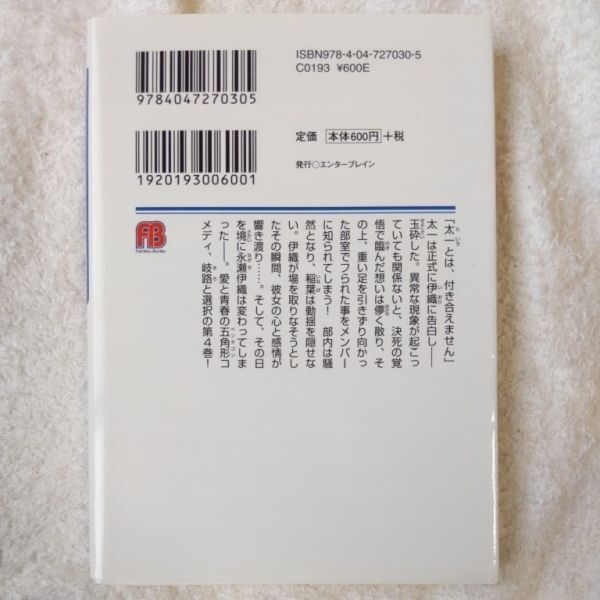 ISBN978-4-04-727030-5
C0193 ¥600E
9784047270305
定価 本体600円 +税
発行○エンターブレイン
1920193006001
FB
Famitsu Bunko
「太一とは、付き合えません」
太一は正式に伊織に告白し――
玉砕した。異常な現象が起こっ
ていても関係ないと、決死の覚
悟で臨んだ想いは儚く散り、そ
の上、重い足を引きずり向かっ
た部室でフられた事をメンバー
に知られてしまう！　部内は騒
然となり、稲葉は動揺を隠せな
い。伊織が場を取りなそうとし
たその瞬間、彼女の心と感情が
響き渡り……。そして、その日
を境に永瀬伊織は変わってしま
った――。愛と青春の五角形コ
メディ、岐路と選択の第４巻！